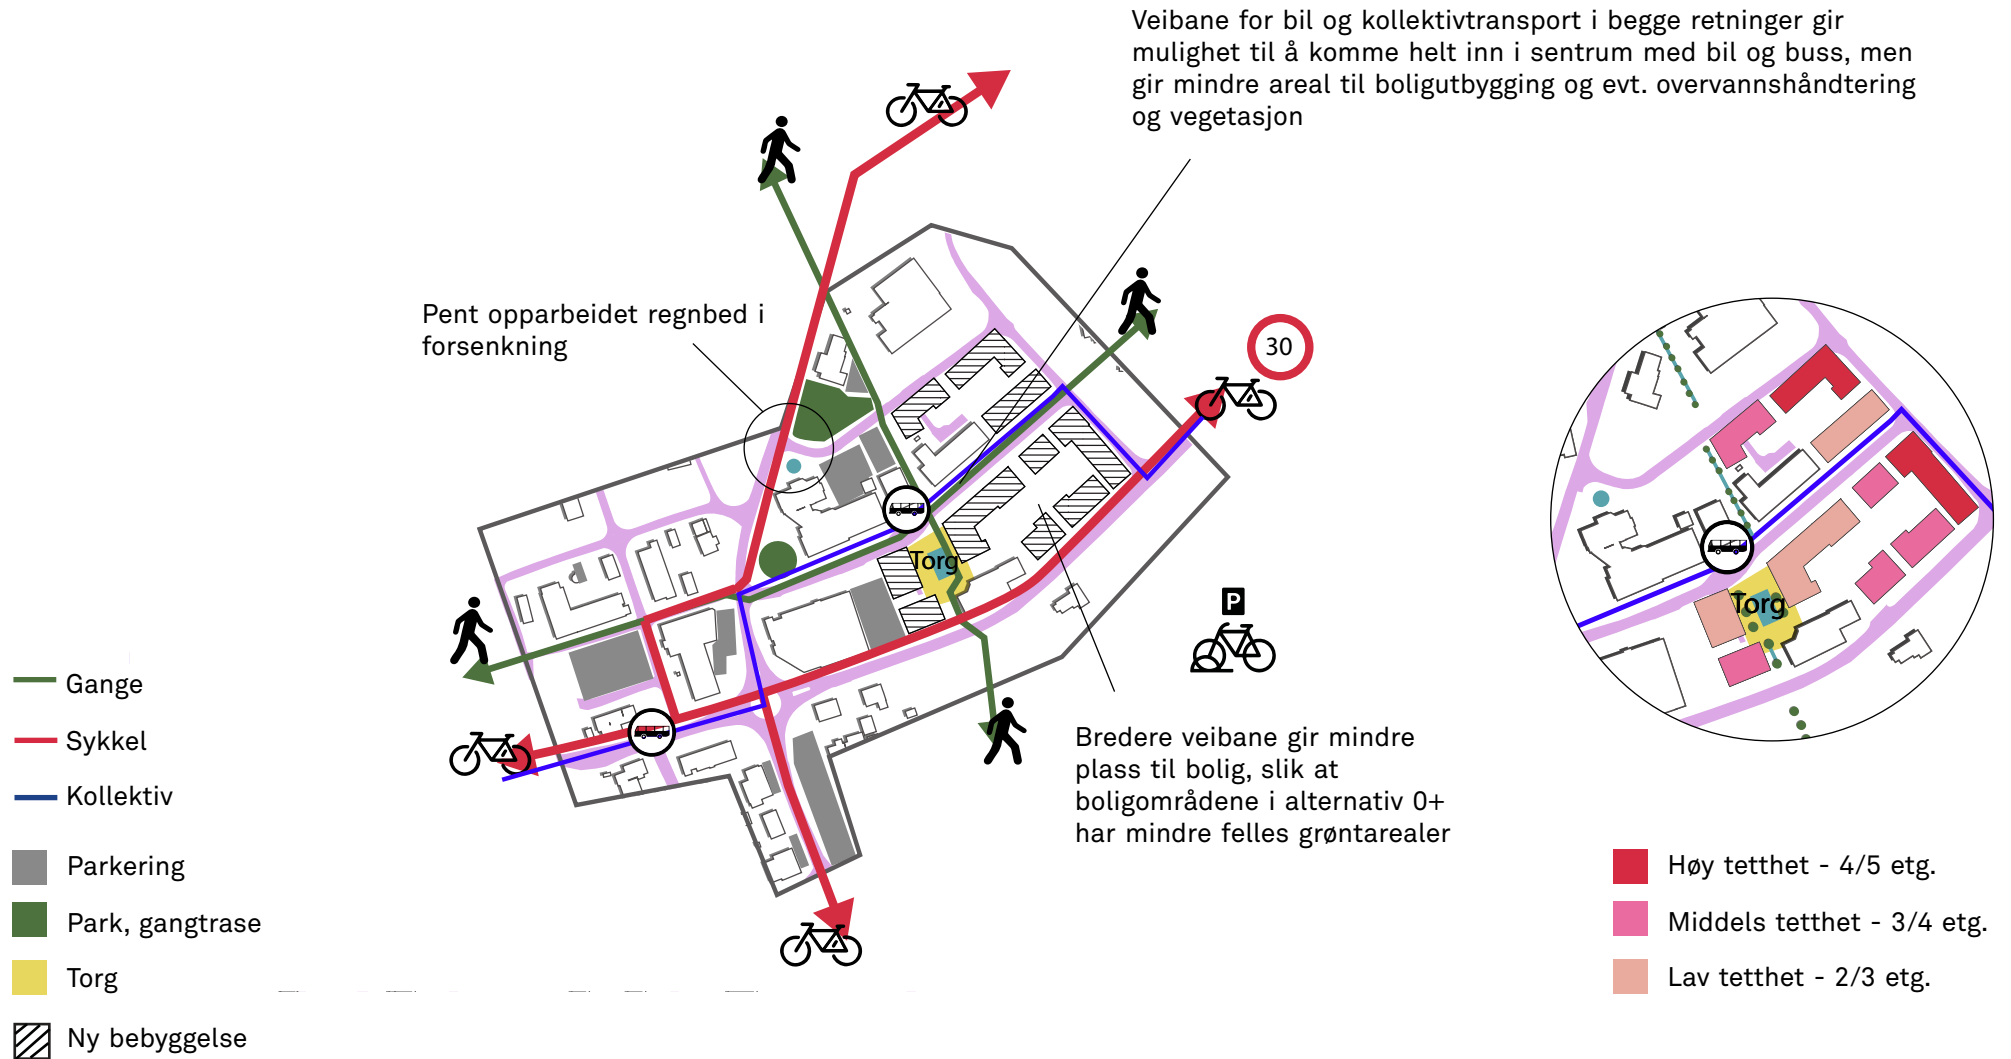 Veibane for bil og kollektivtransport i begge retninger gir
mulighet til å komme helt inn i sentrum med bil og buss, men
gir mindre areal til boligutbygging og evt. overvannshåndtering
og vegetasjon
Pent opparbeidet regnbed i
forsenkning
30
Torg
Torg
P
Bredere veibane gir mindre
plass til bolig, slik at
boligområdene i alternativ 0+
har mindre felles grøntarealer
Gange
Sykkel
Kollektiv
Parkering
Park, gangtrase
Torg
Ny bebyggelse
Høy tetthet - 4/5 etg.
Middels tetthet - 3/4 etg.
Lav tetthet - 2/3 etg.